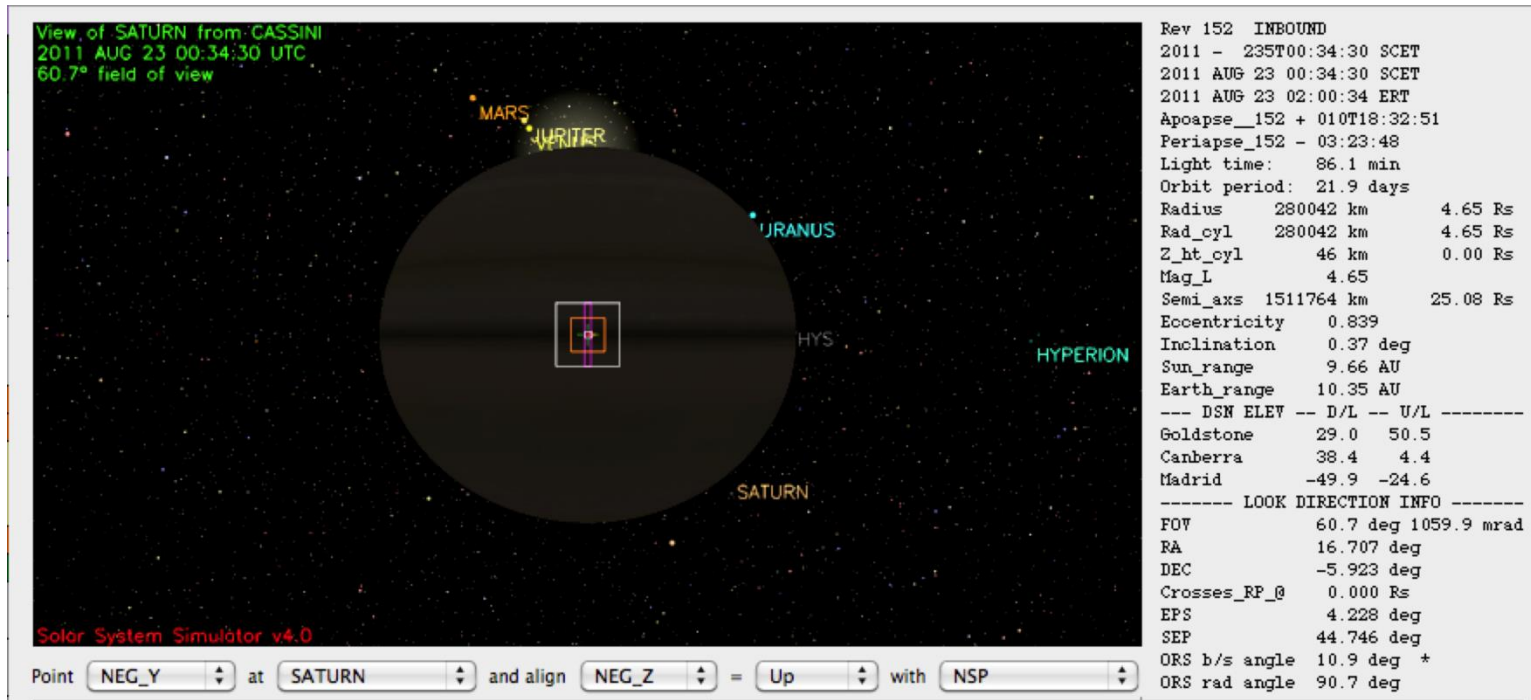 View of SATURN from CASSINI
2011 AUG 23 00:34:30 UTC
60.7° field of view
MARS
JUPITER
VENUS
URANUS
HYS
HYPERION
SATURN
Solar System Simulator v4.0
Point NEG_Y at SATURN and align NEG_Z = Up with NSP
Rev 152 INBOUND
2011 - 235T00:34:30 SCET
2011 AUG 23 00:34:30 SCET
2011 AUG 23 02:00:34 ERT
Apoapse__152 + 010T18:32:51
Periapse_152 - 03:23:48
Light time: 86.1 min
Orbit period: 21.9 days
Radius 280042 km 4.65 Rs
Rad_cyl 280042 km 4.65 Rs
Z_ht_cyl 46 km 0.00 Rs
Mag_L 4.65
Semi_axs 1511764 km 25.08 Rs
Eccentricity 0.839
Inclination 0.37 deg
Sun_range 9.66 AU
Earth_range 10.35 AU
--- DSN ELEV -- D/L -- U/L --------
Goldstone 29.0 50.5
Canberra 38.4 4.4
Madrid -49.9 -24.6
------- LOOK DIRECTION INFO -------
FOV 60.7 deg 1059.9 mrad
RA 16.707 deg
DEC -5.923 deg
Crosses_RP_@ 0.000 Rs
EPS 4.228 deg
SEP 44.746 deg
ORS b/s angle 10.9 deg *
ORS rad angle 90.7 deg